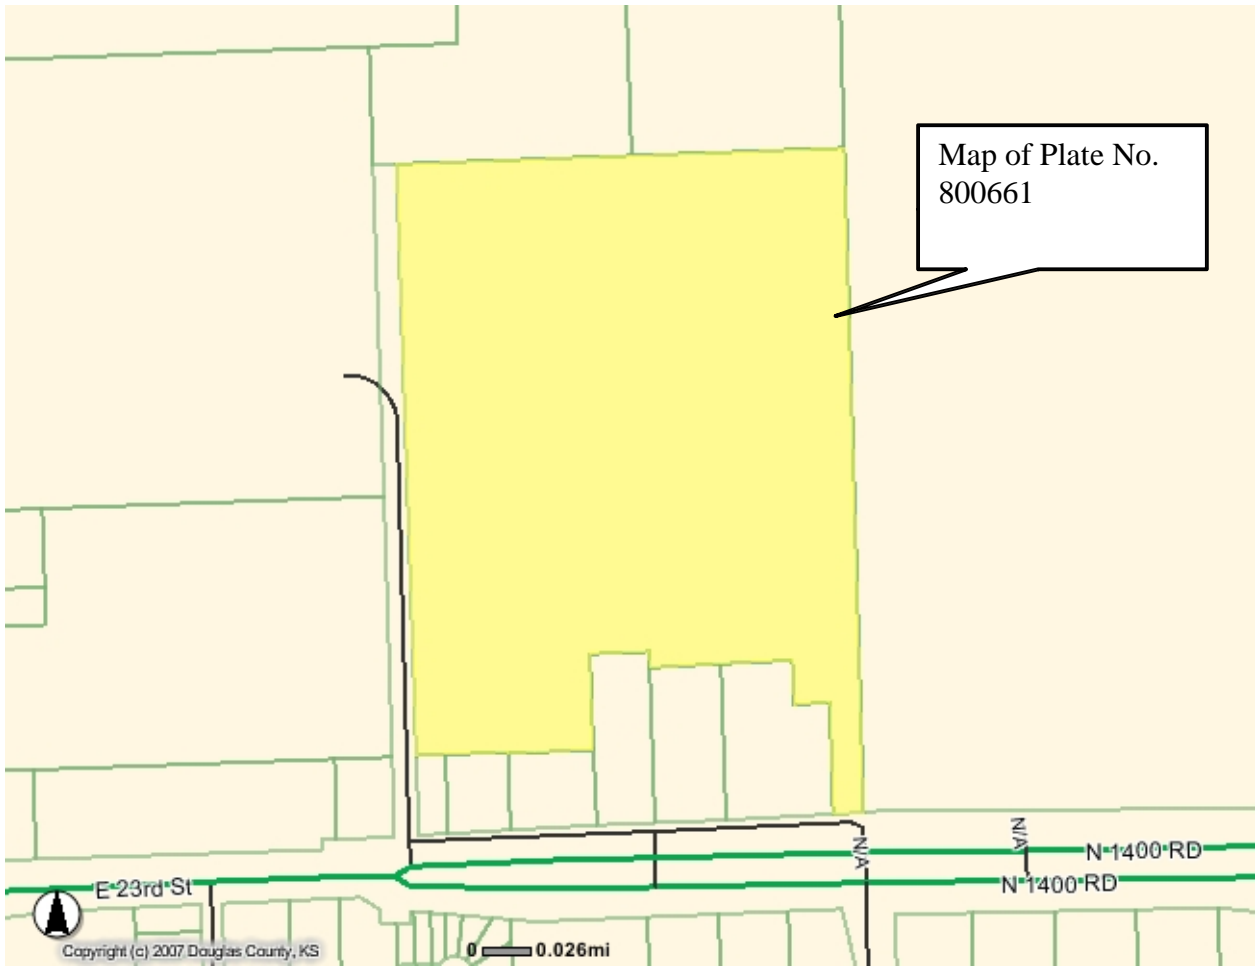 Map of Plate No.
800661
N/A
N/A
N 1400 RD
E 23rd St
N 1400 RD
Copyright (c) 2007 Douglas County, KS
0 0.026mi